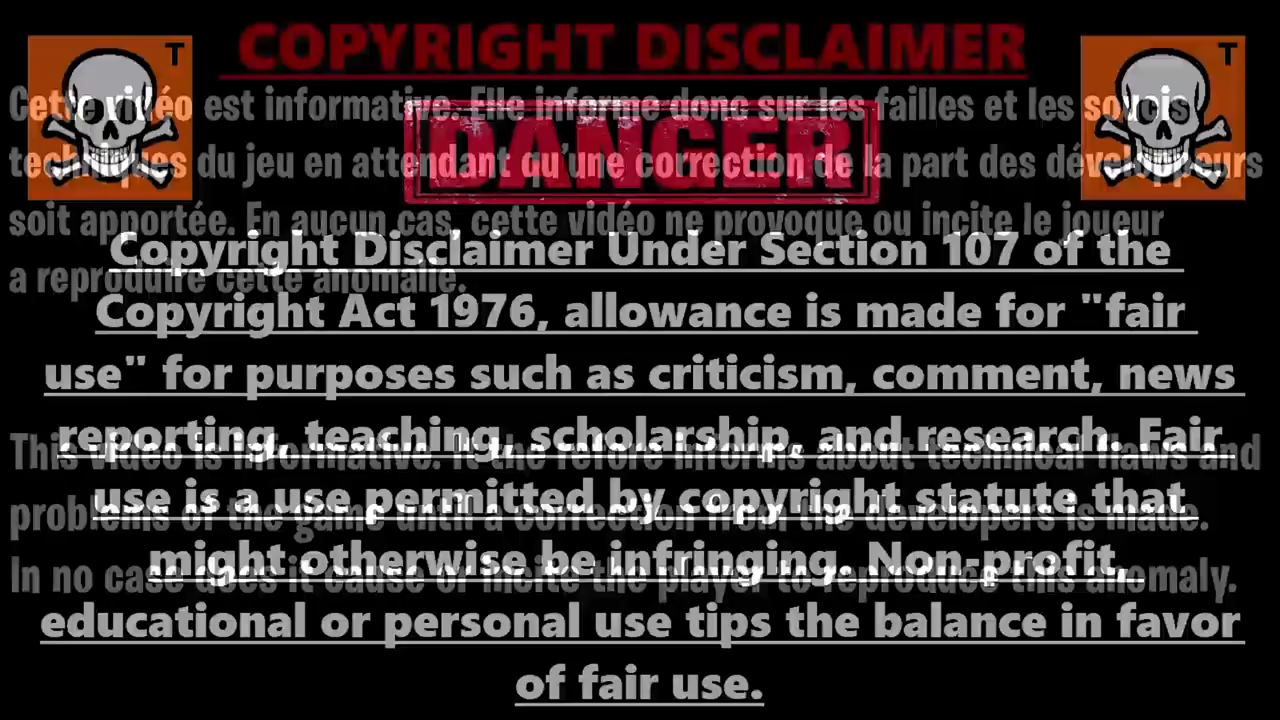 COPYRIGHT DISCLAIMER
T
T
Cette vidéo est informative. Elle informe donc sur les failles et les soucis
DANGER
techniques du jeu en attendant qu'une correction de la part des développeurs
soit apportée. En aucun cas, cette vidéo ne provoque ou incite le joueur
a reproduire cette anomalie.
Copyright Disclaimer Under Section 107 of the
Copyright Act 1976, allowance is made for "fair
use" for purposes such as criticism, comment, news
reporting, teaching, scholarship, and research. Fair
use is a use permitted by copyright statute that
might otherwise be infringing. Non-profit,
educational or personal use tips the balance in favor
of fair use.
This video is informative. It the refore informs about technical flaws and
problems of the game until a correction from the developers is made.
In no case does it cause or incite the player to reproduce this anomaly.